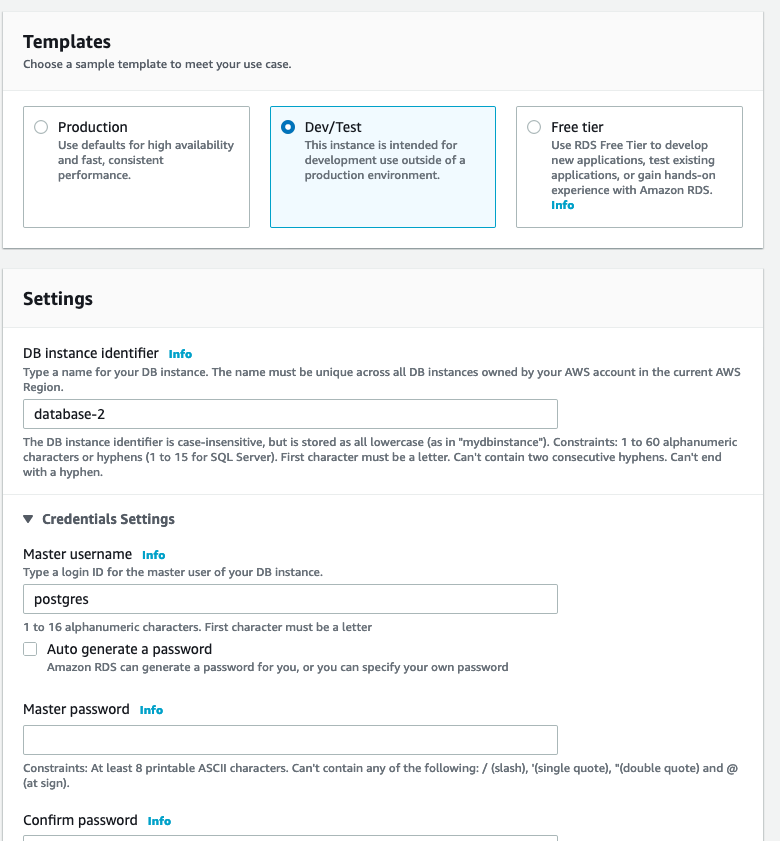 Templates
Choose a sample template to meet your use case.
Production
Use defaults for high availability
and fast, consistent
performance.
Dev/Test
This instance is intended for
development use outside of a
production environment.
Free tier
Use RDS Free Tier to develop
new applications, test existing
applications, or gain hands-on
experience with Amazon RDS.
Info
Settings
DB instance identifier Info
Type a name for your DB instance. The name must be unique across all DB instances owned by your AWS account in the current AWS
Region.
database-2
The DB instance identifier is case-insensitive, but is stored as all lowercase (as in "mydbinstance"). Constraints: 1 to 60 alphanumeric
characters or hyphens (1 to 15 for SQL Server). First character must be a letter. Can't contain two consecutive hyphens. Can't end
with a hyphen.
Credentials Settings
Master username Info
Type a login ID for the master user of your DB instance.
postgres
1 to 16 alphanumeric characters. First character must be a letter
Auto generate a password
Amazon RDS can generate a password for you, or you can specify your own password
Master password Info
Constraints: At least 8 printable ASCII characters. Can't contain any of the following: / (slash), '(single quote), "(double quote) and @
(at sign).
Confirm password Info